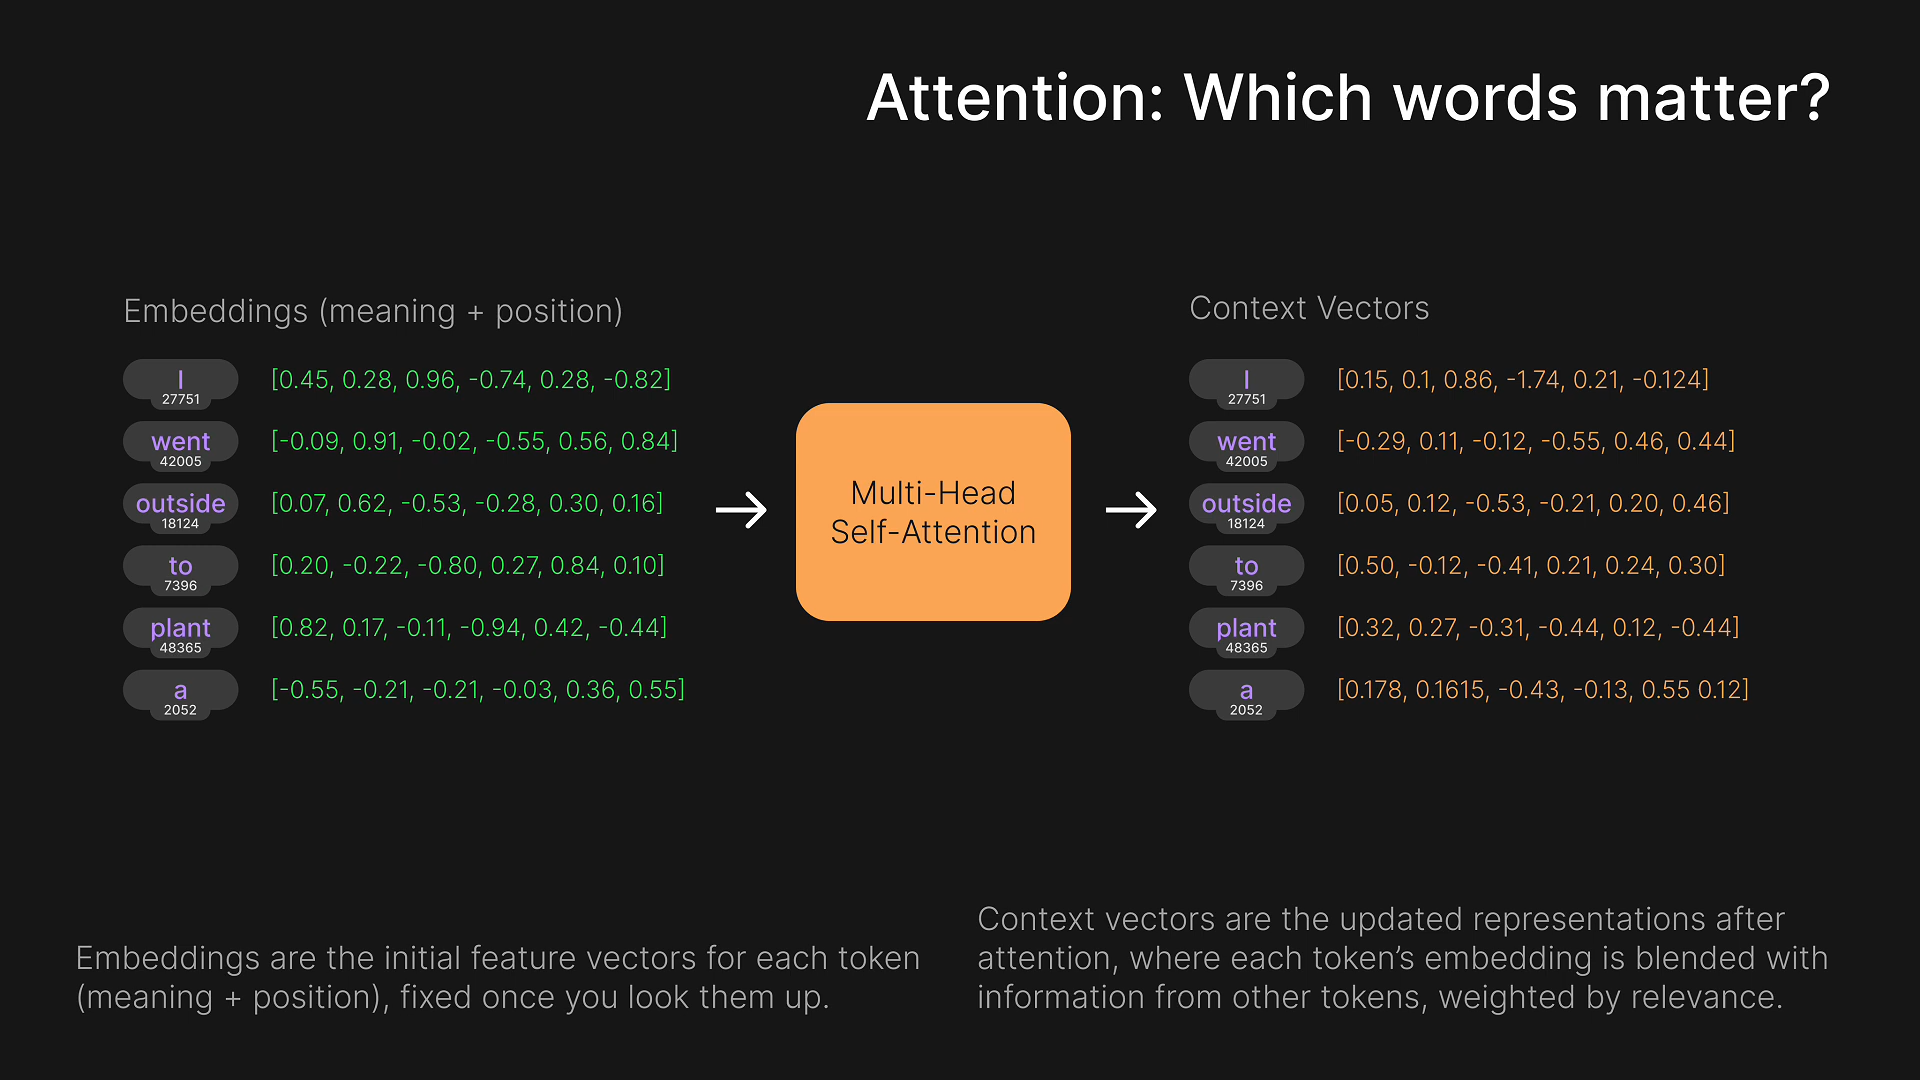 Attention: Which words matter?
Embeddings (meaning + position)
I
27751
[0.45, 0.28, 0.96, -0.74, 0.28, -0.82]
went
42005
[-0.09, 0.91, -0.02, -0.55, 0.56, 0.84]
outside
18124
[0.07, 0.62, -0.53, -0.28, 0.30, 0.16]
to
7396
[0.20, -0.22, -0.80, 0.27, 0.84, 0.10]
plant
48365
[0.82, 0.17, -0.11, -0.94, 0.42, -0.44]
a
2052
[-0.55, -0.21, -0.21, -0.03, 0.36, 0.55]
Multi-Head
Self-Attention
Context Vectors
I
27751
[0.15, 0.1, 0.86, -1.74, 0.21, -0.124]
went
42005
[-0.29, 0.11, -0.12, -0.55, 0.46, 0.44]
outside
18124
[0.05, 0.12, -0.53, -0.21, 0.20, 0.46]
to
7396
[0.50, -0.12, -0.41, 0.21, 0.24, 0.30]
plant
48365
[0.32, 0.27, -0.31, -0.44, 0.12, -0.44]
a
2052
[0.178, 0.1615, -0.43, -0.13, 0.55 0.12]
Embeddings are the initial feature vectors for each token
(meaning + position), fixed once you look them up.
Context vectors are the updated representations after
attention, where each token’s embedding is blended with
information from other tokens, weighted by relevance.